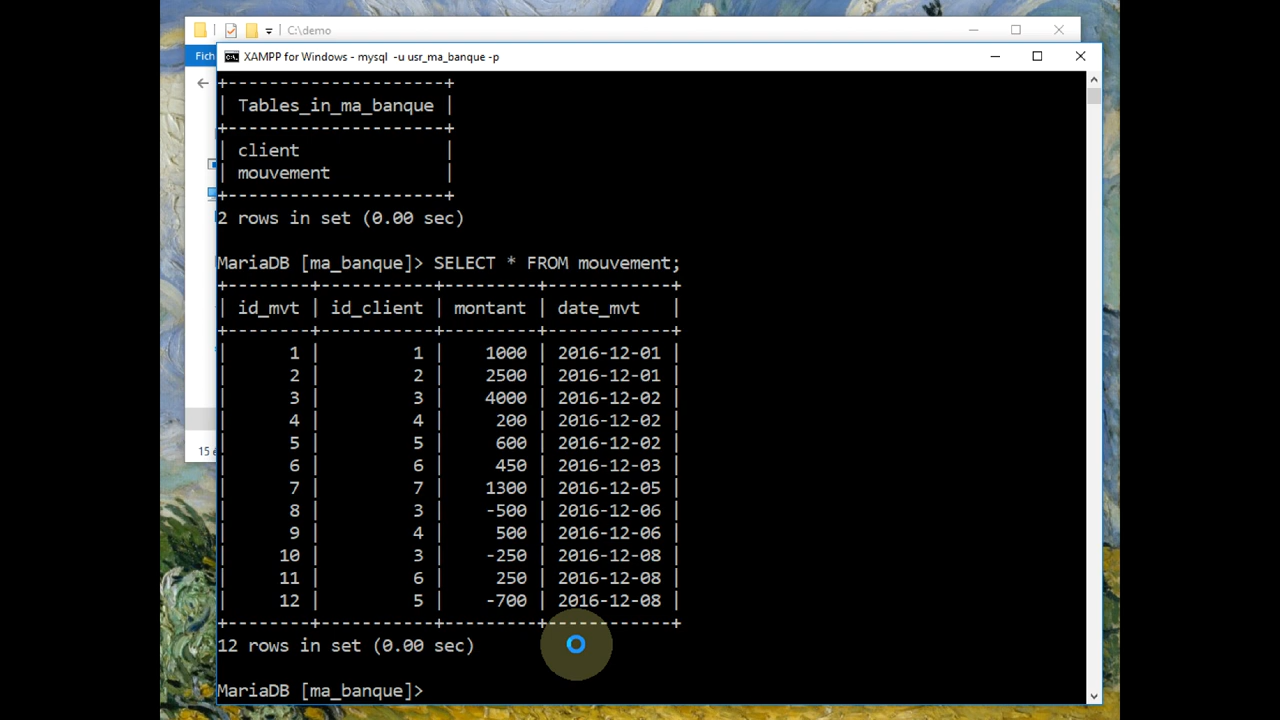 C:\demo
Fich
XAMPP for Windows - mysql -u usr_ma_banque -p
+---------------------+
| Tables_in_ma_banque |
+---------------------+
| client              |
| mouvement           |
+---------------------+
2 rows in set (0.00 sec)
MariaDB [ma_banque]> SELECT * FROM mouvement;
+--------+-----------+---------+------------+
| id_mvt | id_client | montant | date_mvt   |
+--------+-----------+---------+------------+
|      1 |         1 |    1000 | 2016-12-01 |
|      2 |         2 |    2500 | 2016-12-01 |
|      3 |         3 |    4000 | 2016-12-02 |
|      4 |         4 |     200 | 2016-12-02 |
|      5 |         5 |     600 | 2016-12-02 |
|      6 |         6 |     450 | 2016-12-03 |
|      7 |         7 |    1300 | 2016-12-05 |
|      8 |         3 |    -500 | 2016-12-06 |
|      9 |         4 |     500 | 2016-12-06 |
|     10 |         3 |    -250 | 2016-12-08 |
|     11 |         6 |     250 | 2016-12-08 |
|     12 |         5 |    -700 | 2016-12-08 |
+--------+-----------+---------+------------+
15 é
12 rows in set (0.00 sec)
MariaDB [ma_banque]>